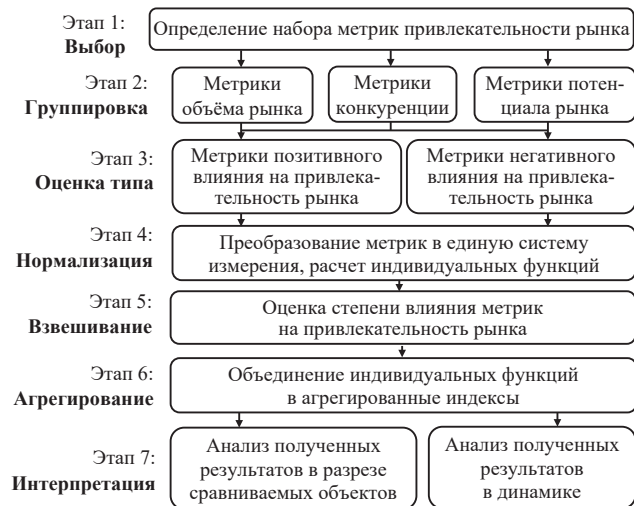 Этап 1:
Выбор
Определение набора метрик привлекательности рынка
Этап 2:
Группировка
Метрики
объёма рынка
Метрики
конкуренции
Метрики потен-
циала рынка
Этап 3:
Оценка типа
Метрики позитивного
влияния на привлека-
тельность рынка
Метрики негативного
влияния на привлека-
тельность рынка
Этап 4:
Нормализация
Преобразование метрик в единую систему
измерения, расчет индивидуальных функций
Этап 5:
Взвешивание
Оценка степени влияния метрик
на привлекательность рынка
Этап 6:
Агрегирование
Объединение индивидуальных функций
в агрегированные индексы
Этап 7:
Интерпретация
Анализ полученных
результатов в разрезе
сравниваемых объектов
Анализ полученных
результатов
в динамике